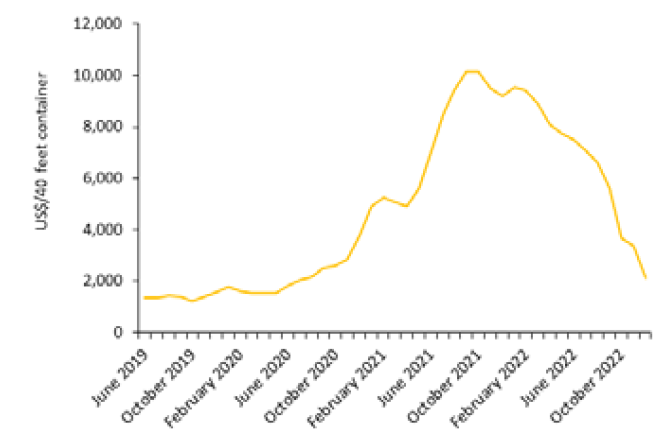 12,000
10,000
8,000
6,000
4,000
2,000
0
US$/40 feet container
June 2019
October 2019
February 2020
June 2020
October 2020
February 2021
June 2021
October 2021
February 2022
June 2022
October 2022